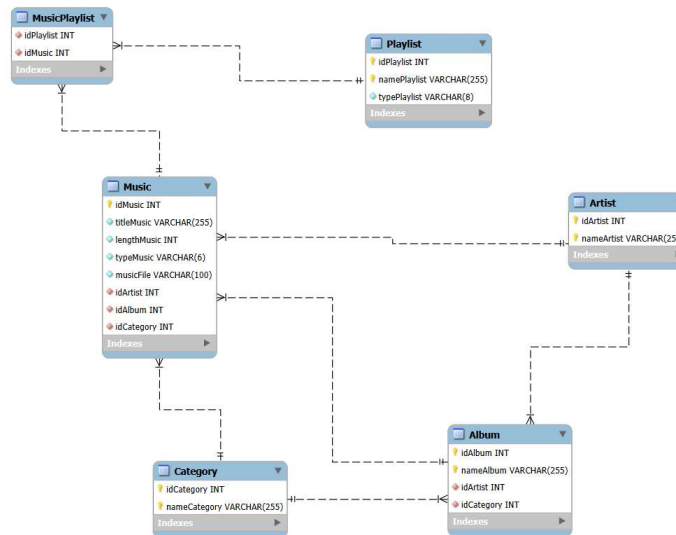 MusicPlaylist
idPlaylist INT
idMusic INT
Indexes
Playlist
idPlaylist INT
namePlaylist VARCHAR(255)
typePlaylist VARCHAR(8)
Indexes
Music
idMusic INT
titleMusic VARCHAR(255)
lengthMusic INT
typeMusic VARCHAR(6)
musicFile VARCHAR(100)
idArtist INT
idAlbum INT
idCategory INT
Indexes
Artist
idArtist INT
nameArtist VARCHAR(25
Indexes
Category
idCategory INT
nameCategory VARCHAR(255)
Indexes
Album
idAlbum INT
nameAlbum VARCHAR(255)
idArtist INT
idCategory INT
Indexes